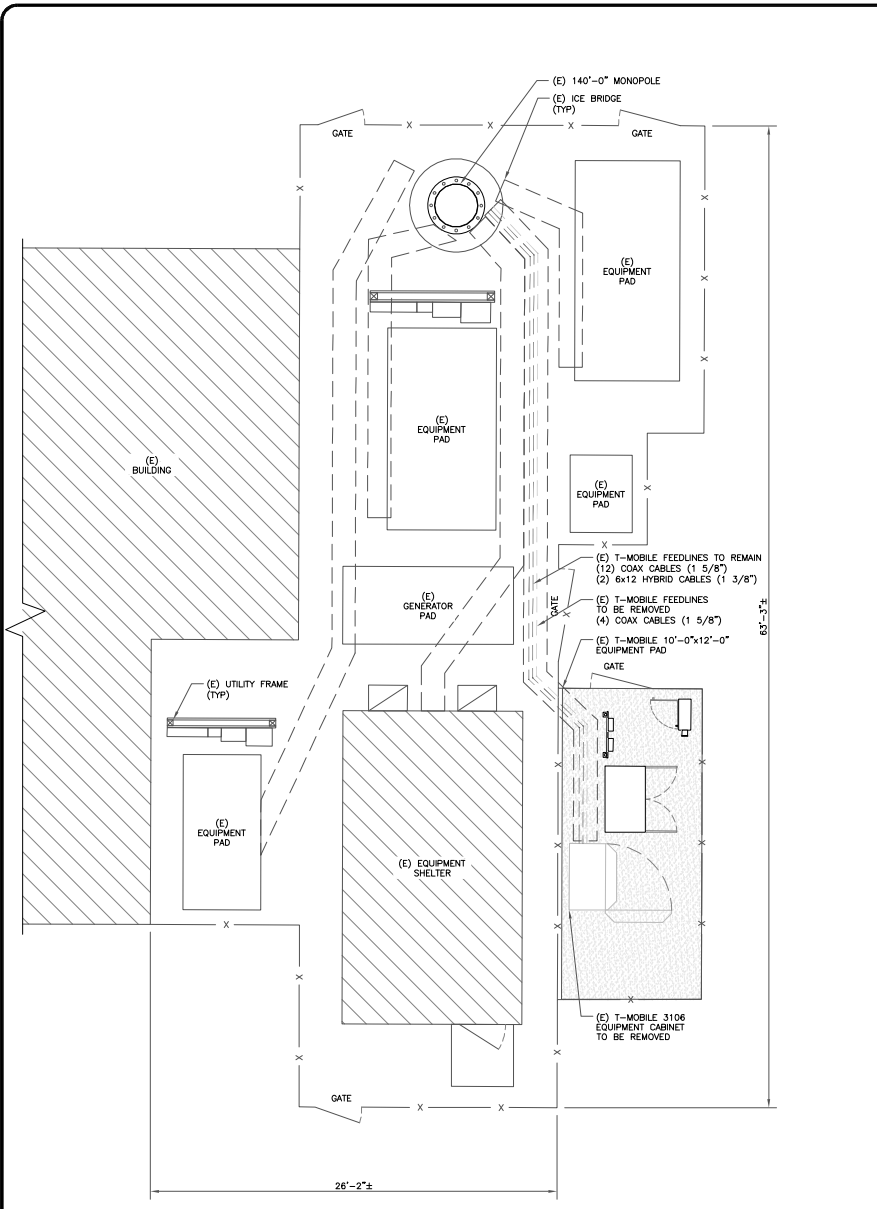 (E) 140'-0" MONOPOLE
(E) ICE BRIDGE
(TYP)
GATE
GATE
(E)
EQUIPMENT
PAD
(E)
EQUIPMENT
PAD
(E)
BUILDING
(E)
EQUIPMENT
PAD
(E) T-MOBILE FEEDLINES TO REMAIN
(12) COAX CABLES (1 5/8")
(2) 6x12 HYBRID CABLES (1 3/8")
(E) T-MOBILE FEEDLINES
TO BE REMOVED
(4) COAX CABLES (1 5/8")
(E)
GENERATOR
PAD
GATE
63'-3"±
(E) T-MOBILE 10'-0"x12'-0"
EQUIPMENT PAD
GATE
(E) UTILITY FRAME
(TYP)
(E)
EQUIPMENT
PAD
(E) EQUIPMENT
SHELTER
(E) T-MOBILE 3106
EQUIPMENT CABINET
TO BE REMOVED
GATE
26'-2"±